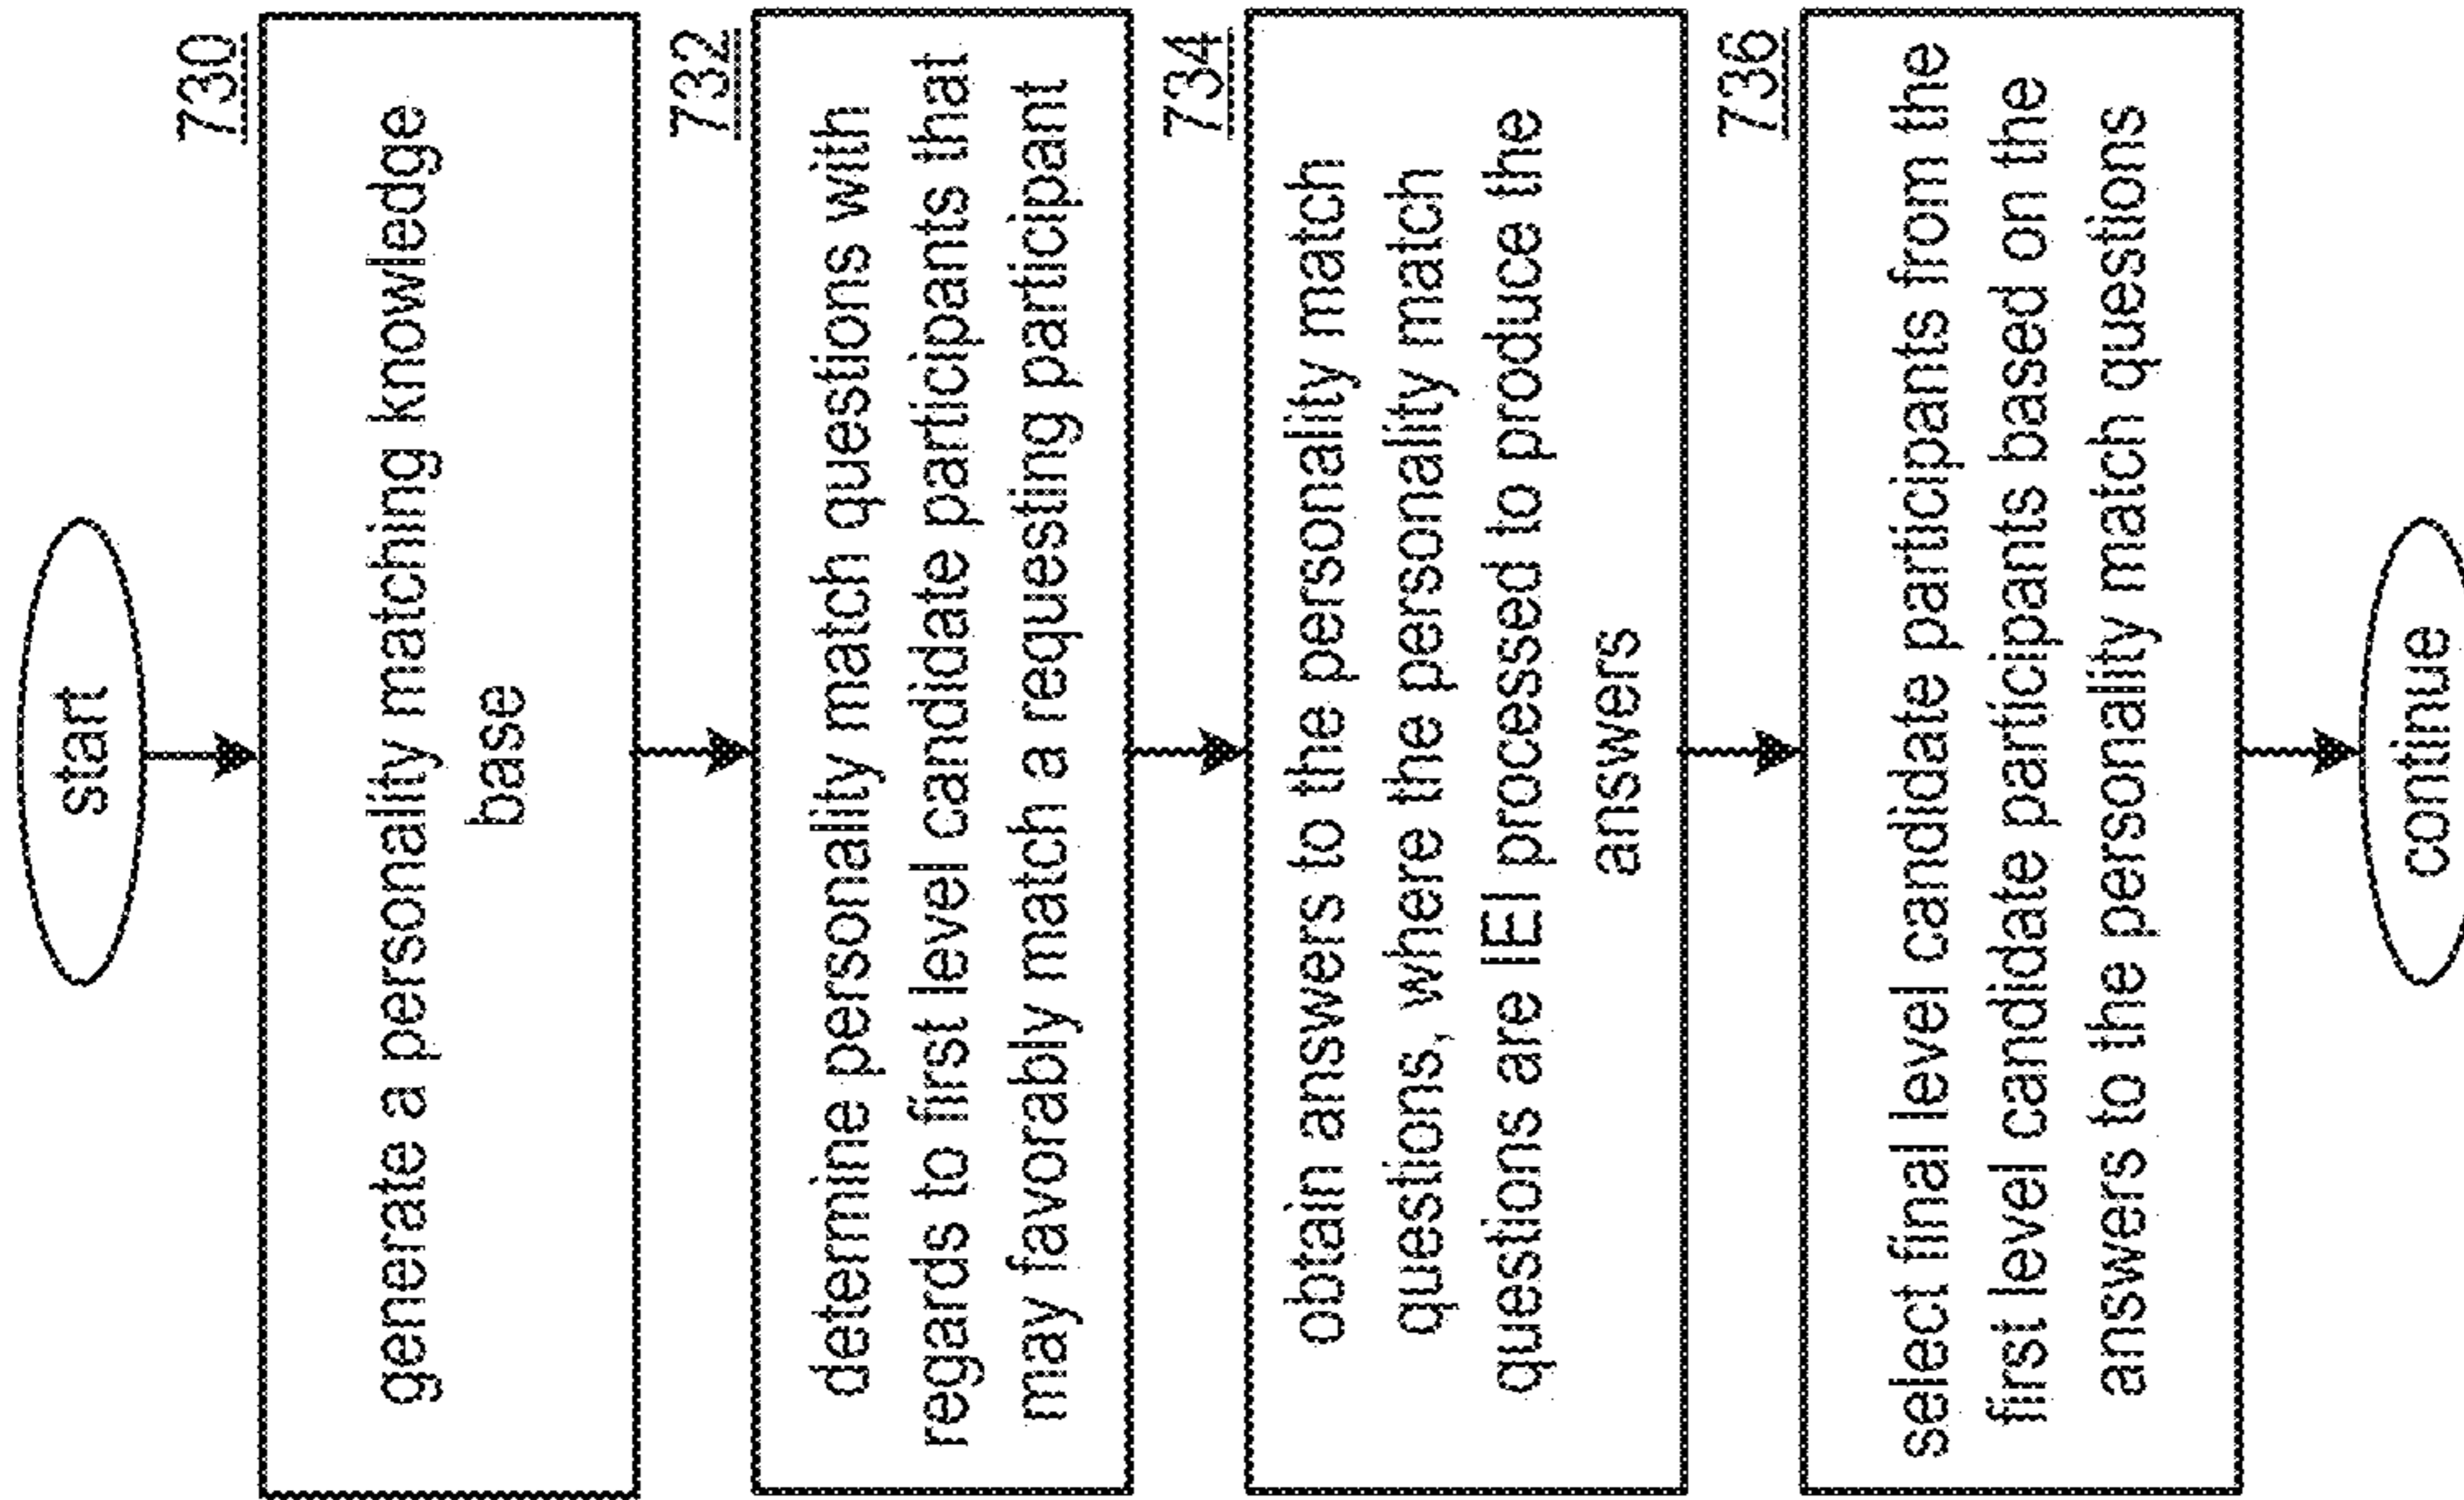 start
730
generate a personality matching knowledge
base
732
determine personality match questions with
regards to first level candidate participants that
may favorably match a requesting participant
734
obtain answers to the personality match
questions, where the personality match
questions are IEI processed to produce the
answers
736
select final level candidate participants from the
first level candidate participants based on the
answers to the personality match questions
continue